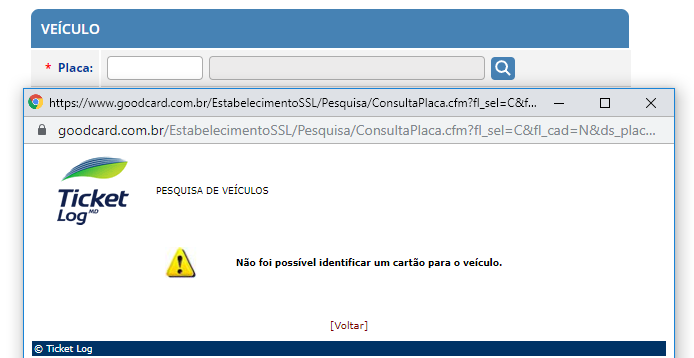 VEÍCULO
* Placa:
https://www.goodcard.com.br/EstabelecimentoSSL/Pesquisa/ConsultaPlaca.cfm?fl_sel=C&f...
goodcard.com.br/EstabelecimentoSSL/Pesquisa/ConsultaPlaca.cfm?fl_sel=C&fl_cad=N&ds_plac...
Ticket
Log MD
PESQUISA DE VEÍCULOS
Não foi possível identificar um cartão para o veículo.
[Voltar]
© Ticket Log